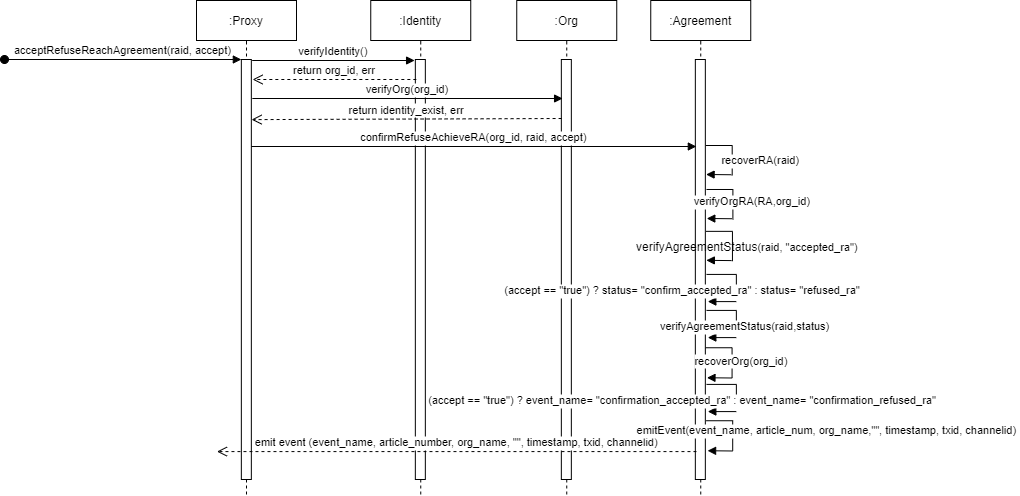 :Proxy
:Identity
:Org
:Agreement
acceptRefuseReachAgreement(raid, accept)
verifyIdentity()
return org_id, err
verifyOrg(org_id)
return identity_exist, err
confirmRefuseAchieveRA(org_id, raid, accept)
recoverRA(raid)
verifyOrgRA(RA,org_id)
verifyAgreementStatus(raid, "accepted_ra")
(accept == "true") ? status= "confirm_accepted_ra" : status= "refused_ra"
verifyAgreementStatus(raid,status)
recoverOrg(org_id)
(accept == "true") ? event_name= "confirmation_accepted_ra" : event_name= "confirmation_refused_ra"
emitEvent(event_name, article_num, org_name,"", timestamp, txid, channelid)
emit event (event_name, article_number, org_name, "", timestamp, txid, channelid)